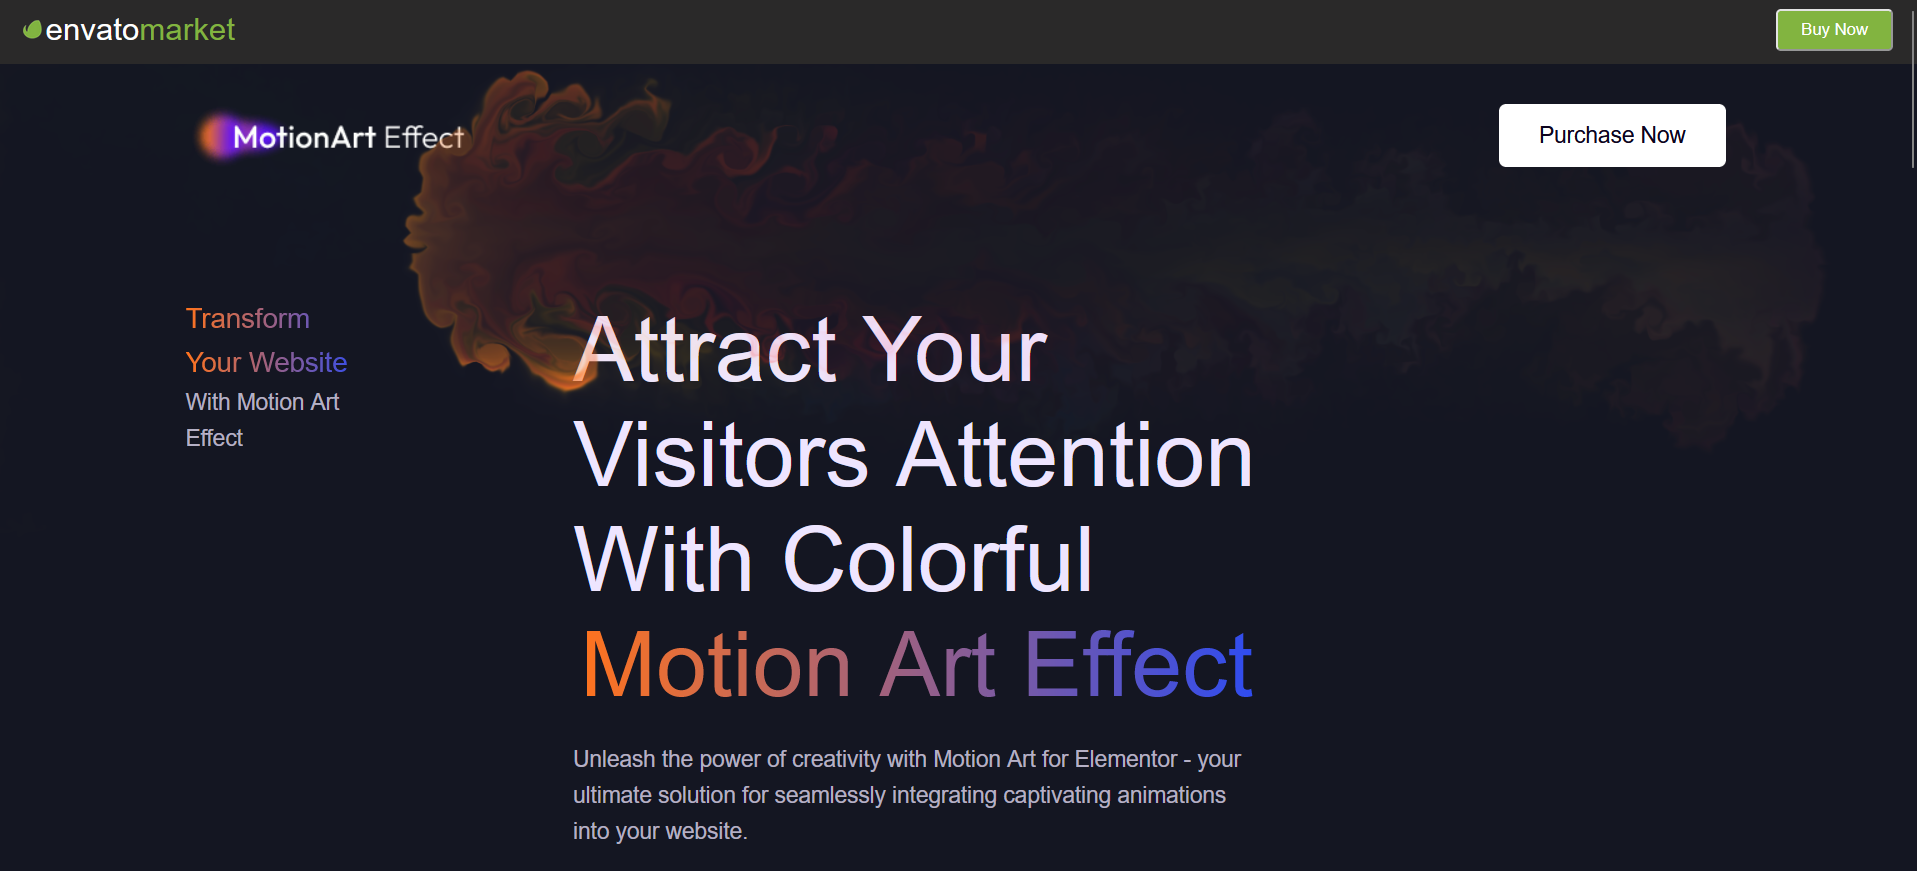 envatomarket
Buy Now
MotionArt Effect
Purchase Now
Transform
Your Website
With Motion Art
Effect
Attract Your
Visitors Attention
With Colorful
Motion Art Effect
Unleash the power of creativity with Motion Art for Elementor - your
ultimate solution for seamlessly integrating captivating animations
into your website.